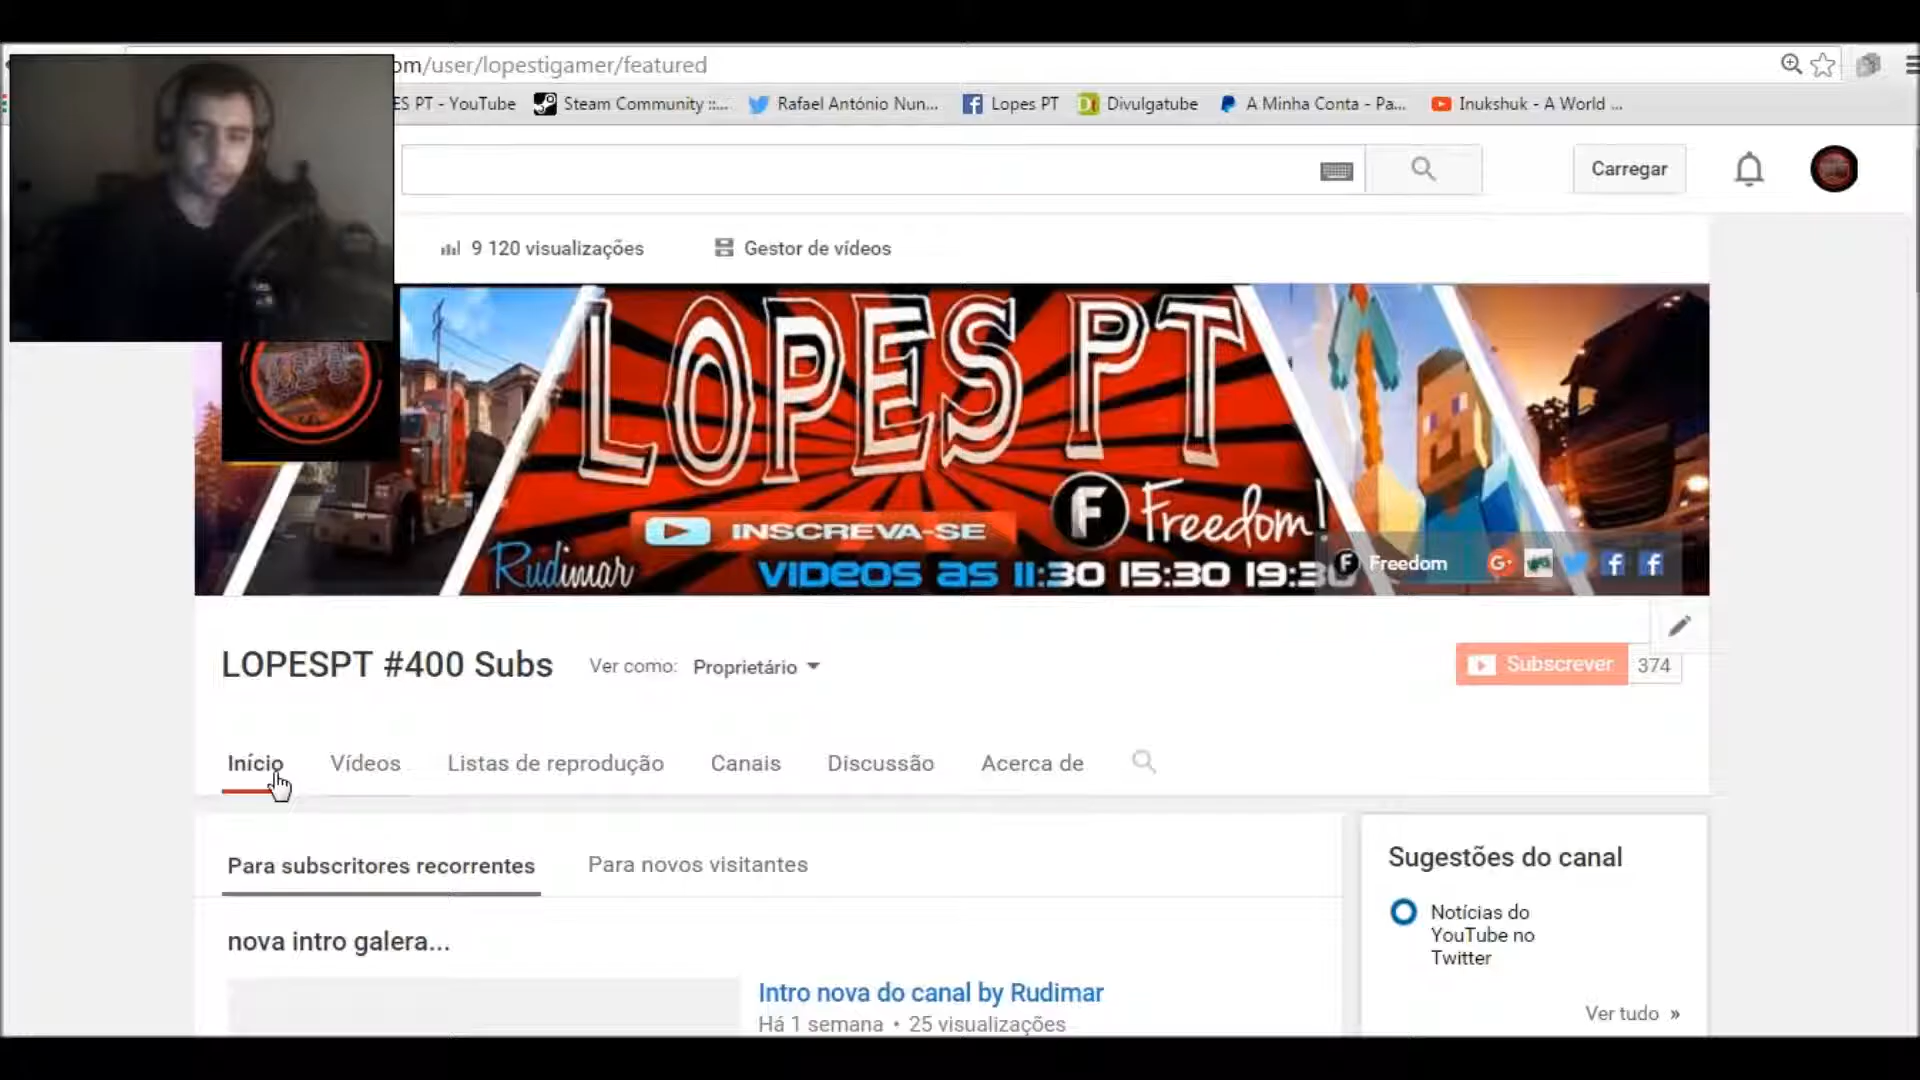 om/user/lopestigamer/featured
ES PT - YouTube
Steam Community ::...
Rafael António Nun...
Lopes PT
Divulgatube
A Minha Conta - Pa...
Inukshuk - A World ...
Carregar
9 120 visualizações
Gestor de vídeos
LOPES PT
INSCREVA-SE
F Freedom!
Rudimar
VIDEOS AS 11:30 15:30 19:30
F Freedom
LOPESPT #400 Subs
Ver como: Proprietário
Subscrever 374
Início
Vídeos
Listas de reprodução
Canais
Discussão
Acerca de
Para subscritores recorrentes
Para novos visitantes
nova intro galera...
Intro nova do canal by Rudimar
Há 1 semana • 25 visualizações
Sugestões do canal
Notícias do
YouTube no
Twitter
Ver tudo »